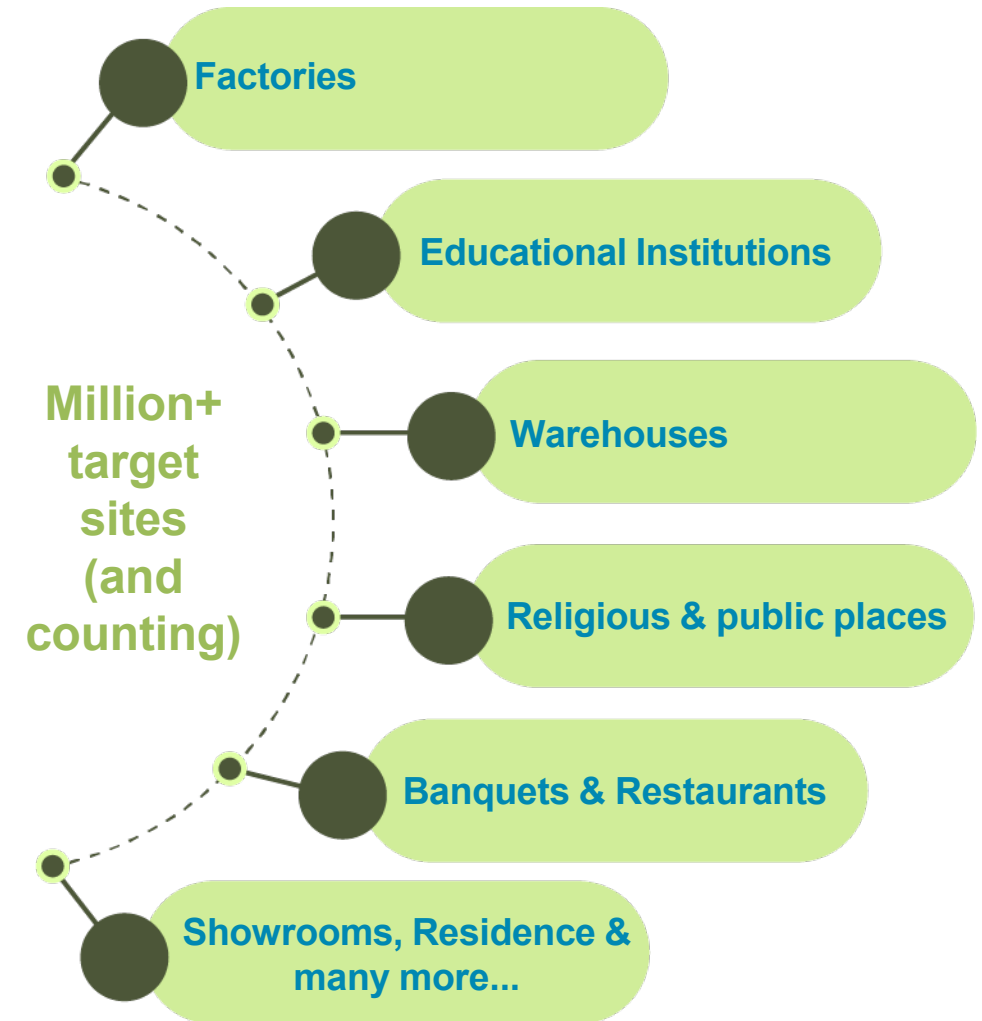 Factories
Educational Institutions
Million+
target
sites
(and
counting)
Warehouses
Religious & public places
Banquets & Restaurants
Showrooms, Residence &
many more...